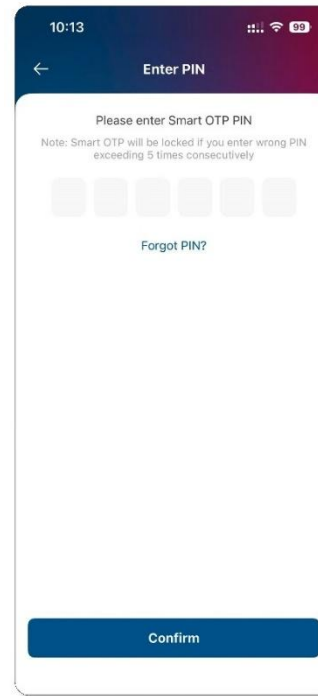 10:13
99
Enter PIN
Please enter Smart OTP PIN
Note: Smart OTP will be locked if you enter wrong PIN
exceeding 5 times consecutively
Forgot PIN?
Confirm